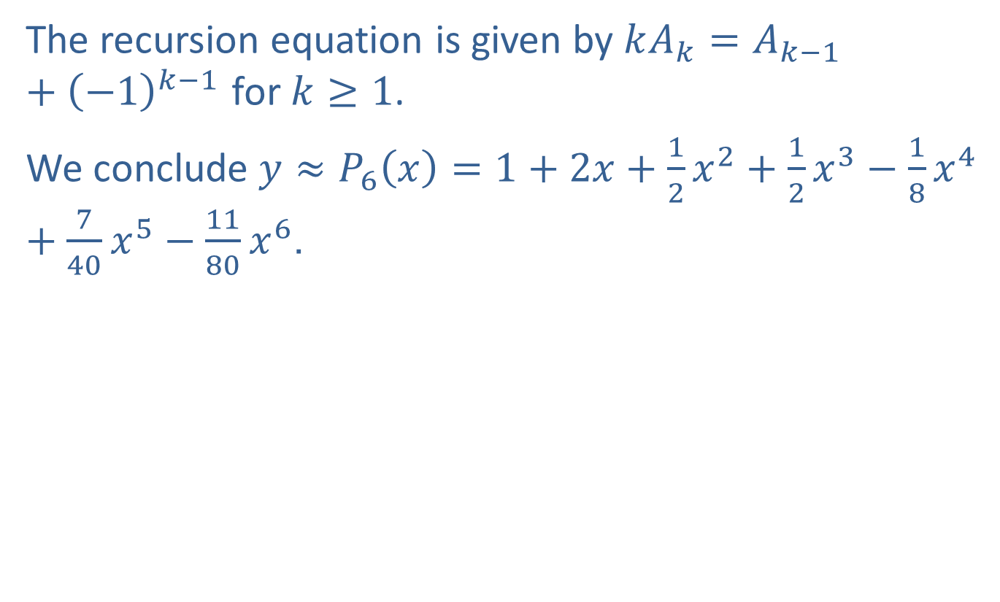 The recursion equation is given by $kA_k = A_{k-1}$
$+ (-1)^{k-1}$ for $k \geq 1.$
We conclude $y \approx P_6(x) = 1 + 2x + \frac{1}{2}x^2 + \frac{1}{2}x^3 - \frac{1}{8}x^4$
$+ \frac{7}{40}x^5 - \frac{11}{80}x^6.$